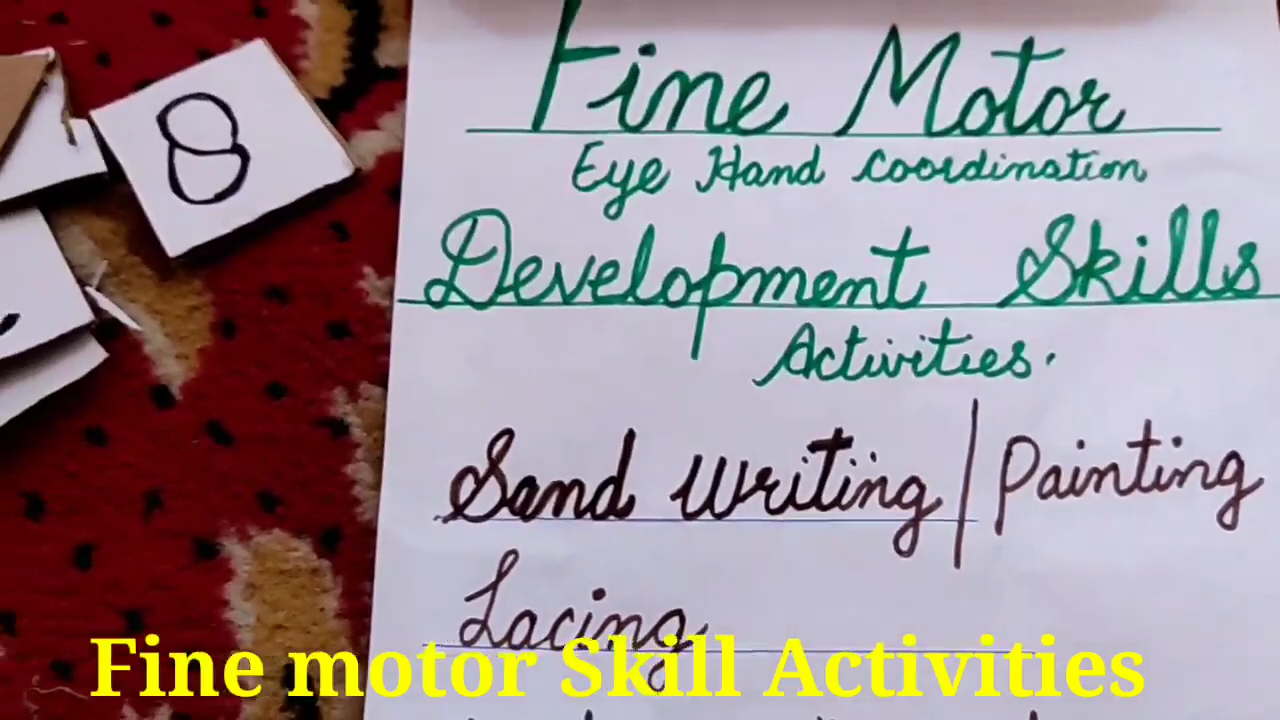 8
Fine Motor
Eye Hand Coordination
Development Skills
Activities.
Sand Writing / Painting
Lacing
Fine motor Skill Activities